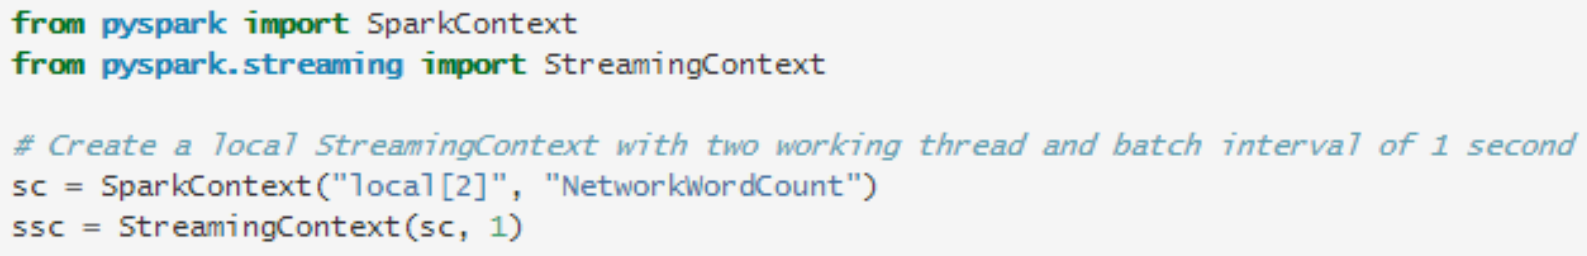 from pyspark import SparkContext
from pyspark.streaming import StreamingContext
# Create a local StreamingContext with two working thread and batch interval of 1 second
sc = SparkContext("local[2]", "NetworkWordCount")
ssc = StreamingContext(sc, 1)